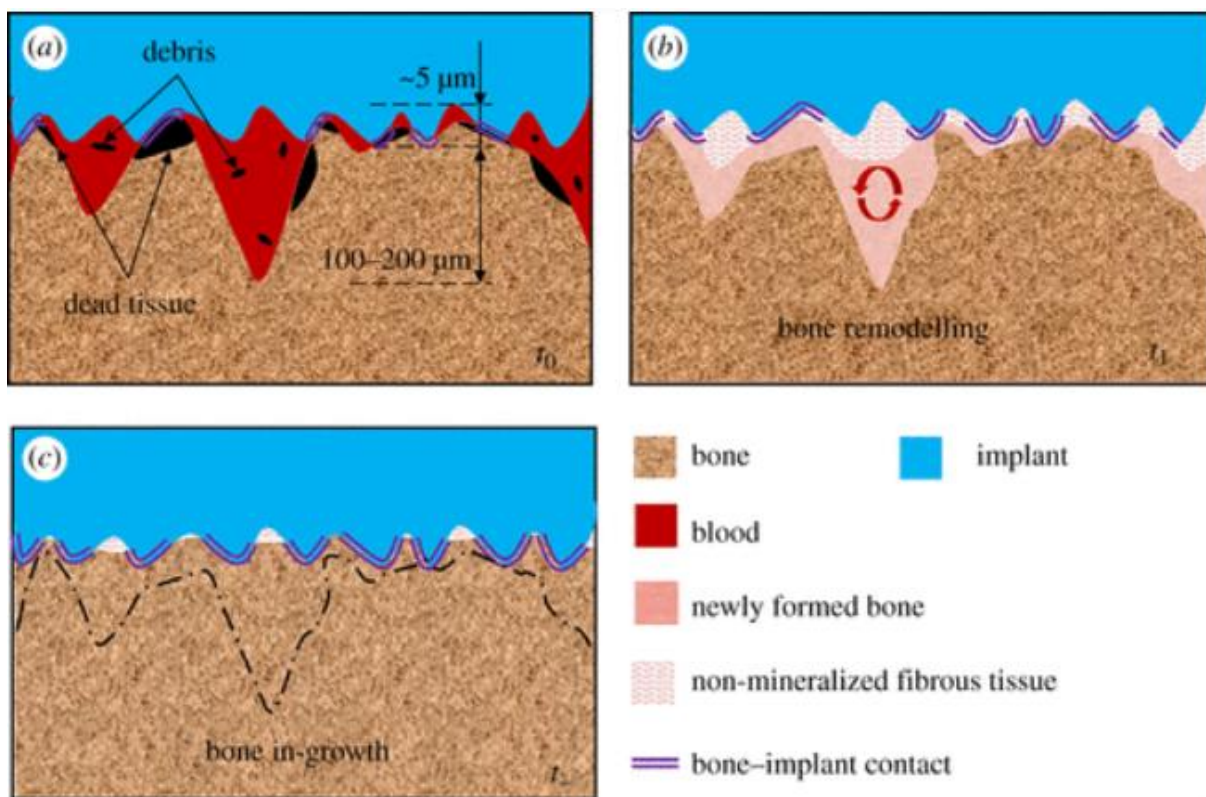 (a)
debris
~5 µm
100–200 µm
dead tissue
t0
(b)
bone remodelling
t1
(c)
bone in-growth
bone
implant
blood
newly formed bone
non-mineralized fibrous tissue
bone–implant contact